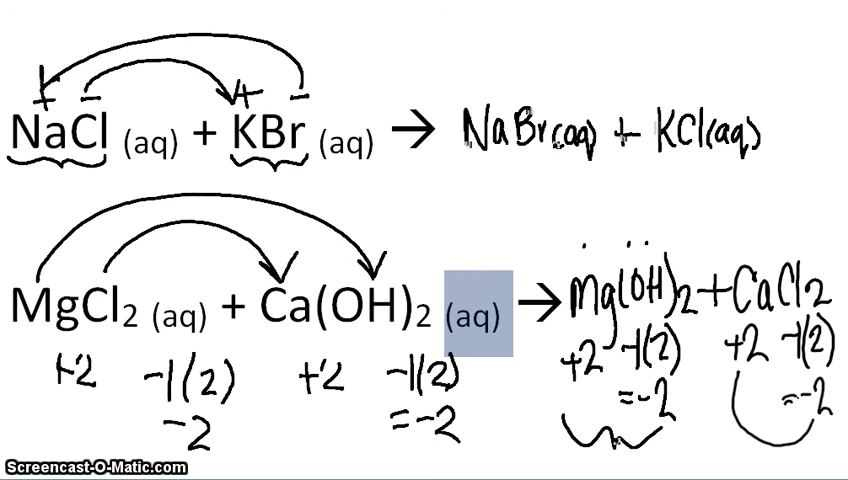 + - + -
NaCl (aq) + KBr (aq) → NaBr(aq) + KCl(aq)
MgCl2 (aq) + Ca(OH)2 (aq) → Mg(OH)2 + CaCl2
+2 -1(2) +2 -1(2) +2 -1(2) +2 -1(2)
-2 = -2 = -2 = -2
Screencast-O-Matic.com